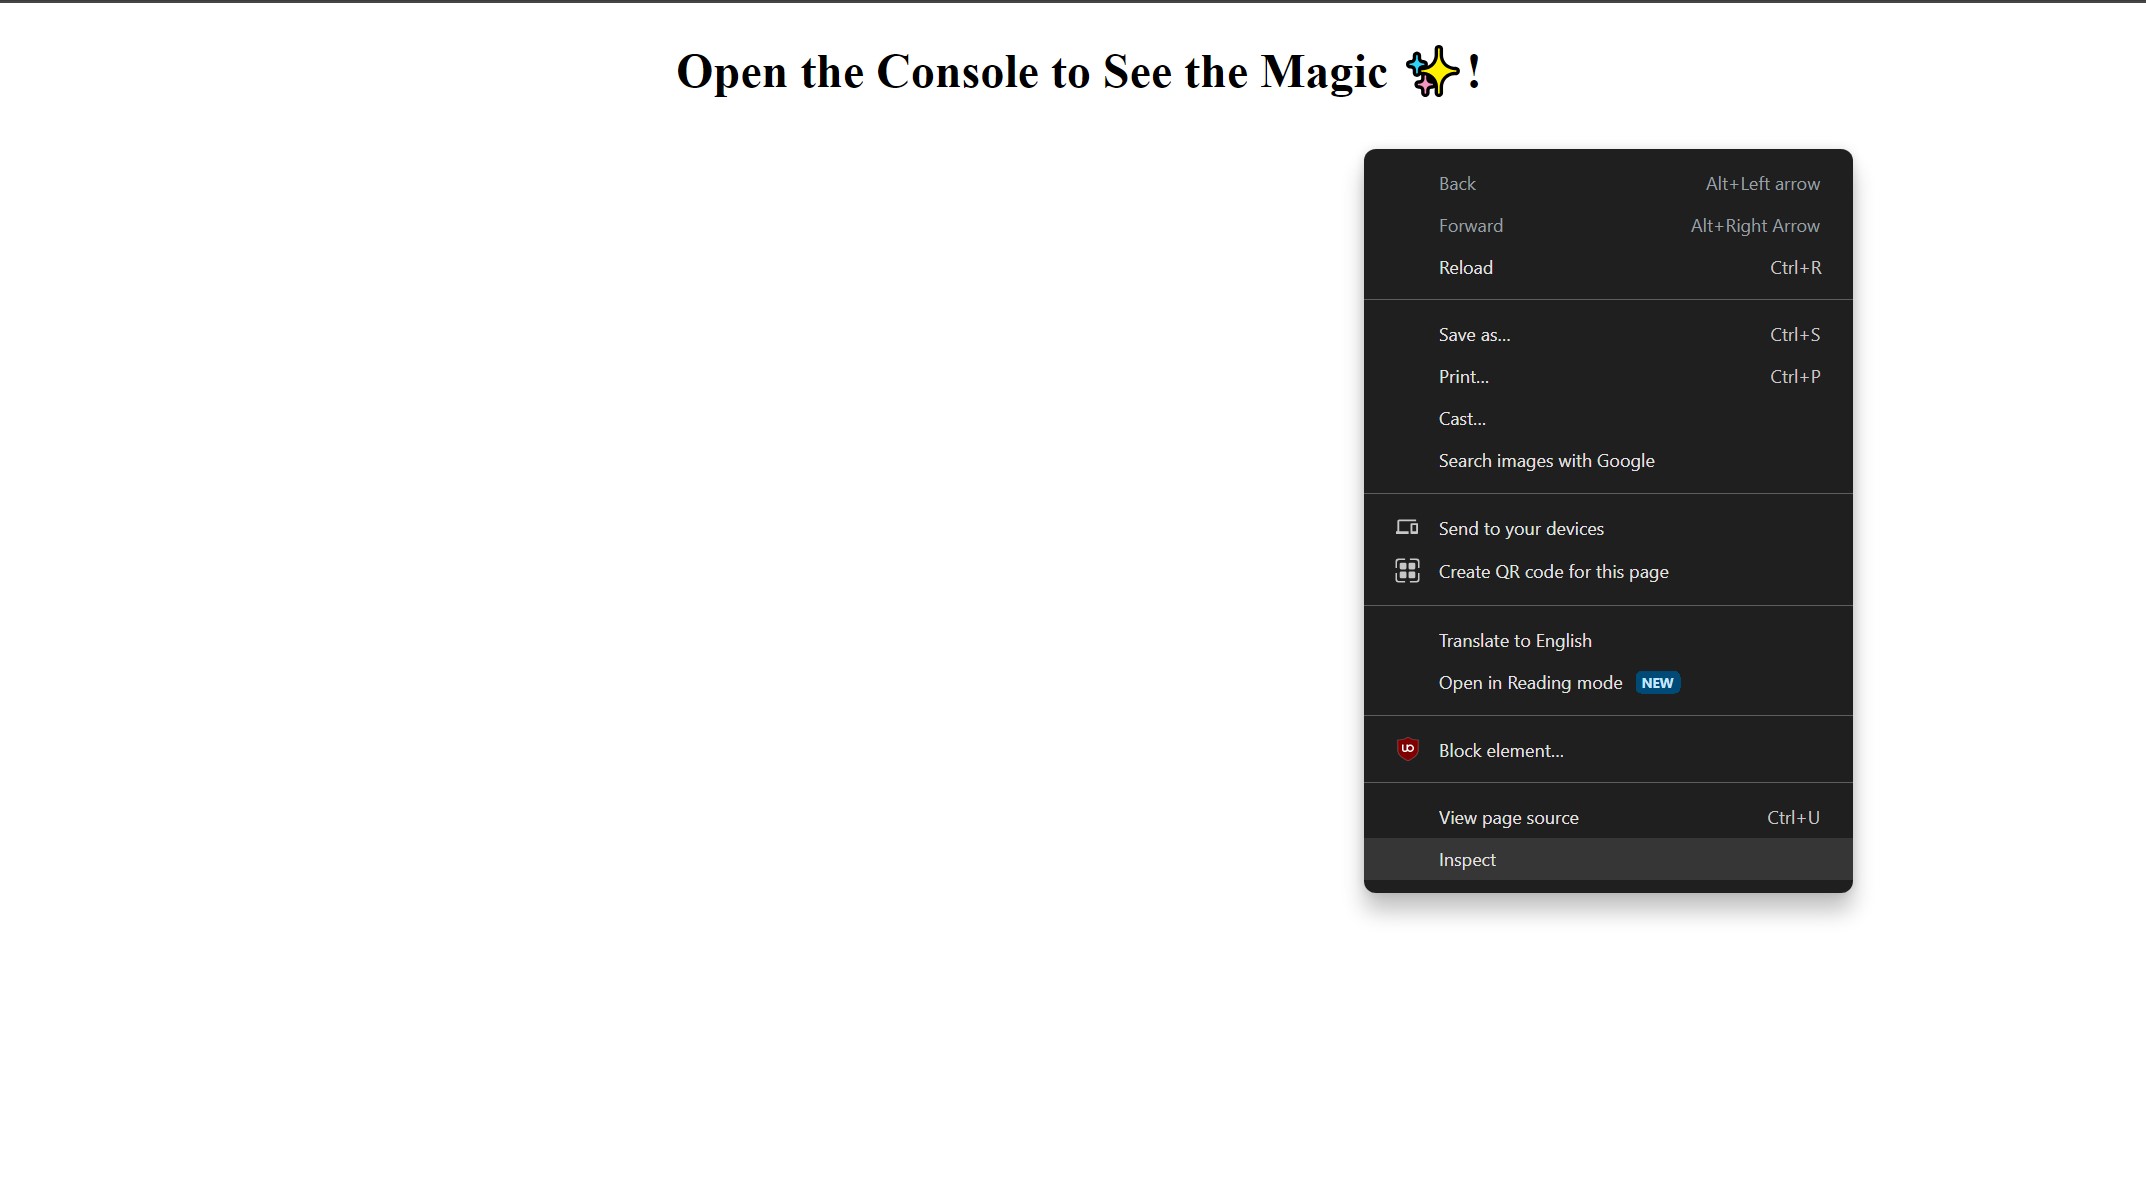 Open the Console to See the Magic ✨!
Back Alt+Left arrow
Forward Alt+Right Arrow
Reload Ctrl+R
Save as... Ctrl+S
Print... Ctrl+P
Cast...
Search images with Google
Send to your devices
Create QR code for this page
Translate to English
Open in Reading mode NEW
uo Block element...
View page source Ctrl+U
Inspect